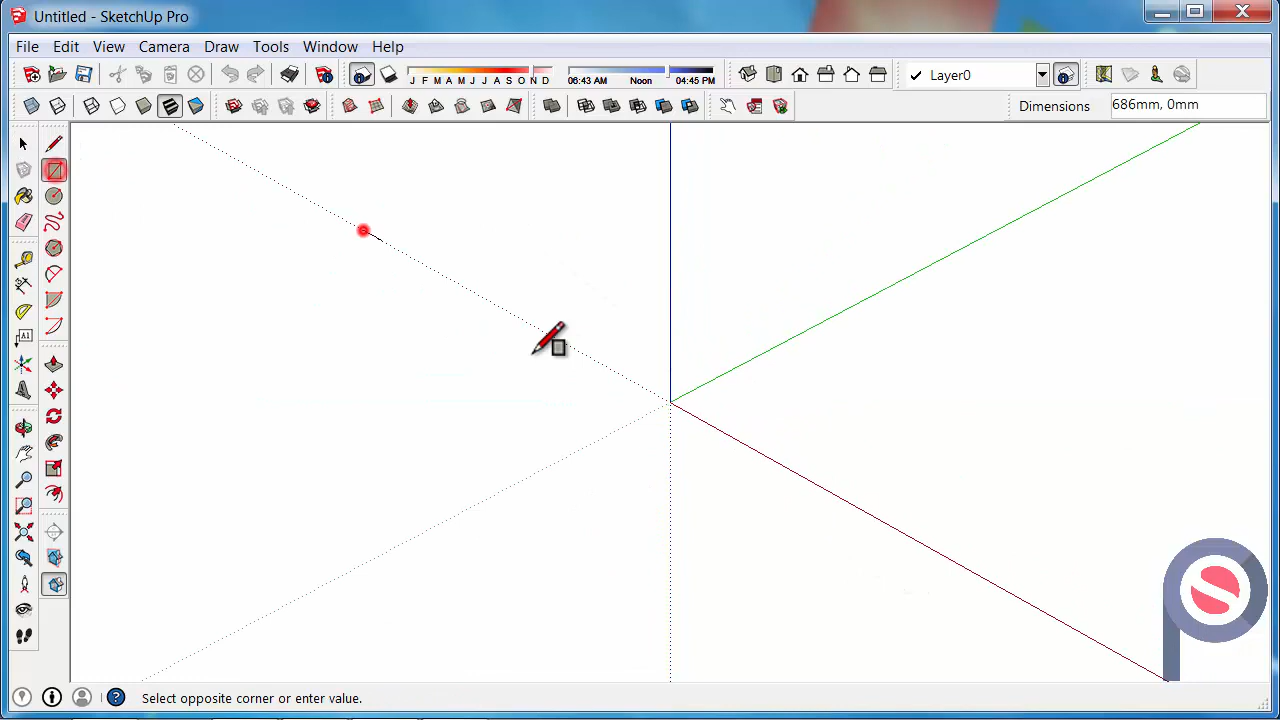 Untitled - SketchUp Pro
File Edit View Camera Draw Tools Window Help
J F M A M J J A S O N D 06:43 AM Noon 04:45 PM Layer0
Dimensions 686mm, 0mm
A1
Select opposite corner or enter value.